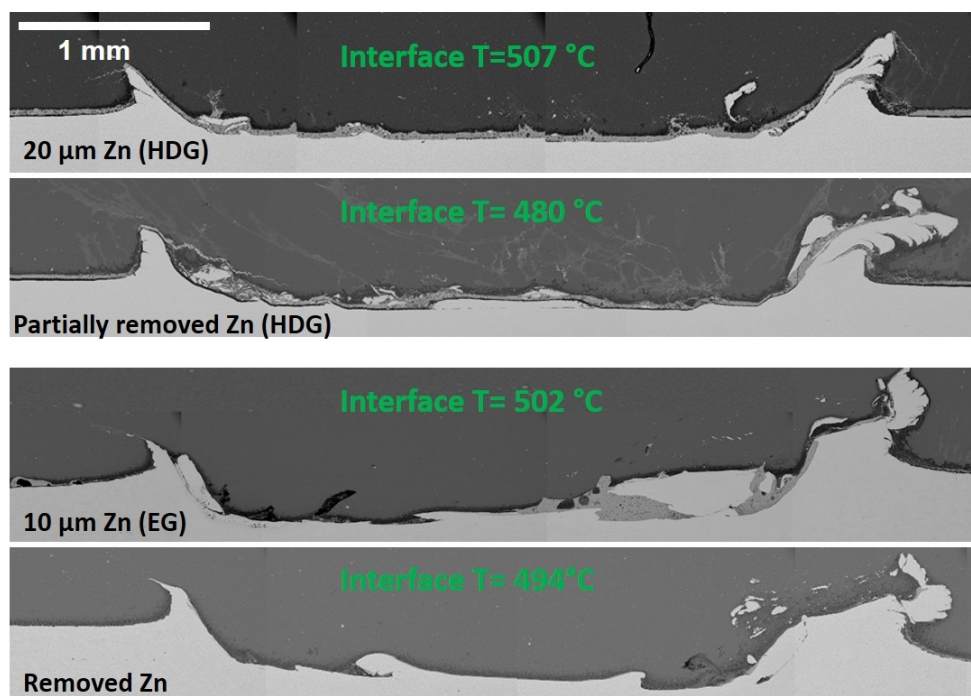 1 mm
Interface T=507 °C
20 µm Zn (HDG)
Interface T= 480 °C
Partially removed Zn (HDG)
Interface T= 502 °C
10 µm Zn (EG)
Interface T= 494°C
Removed Zn